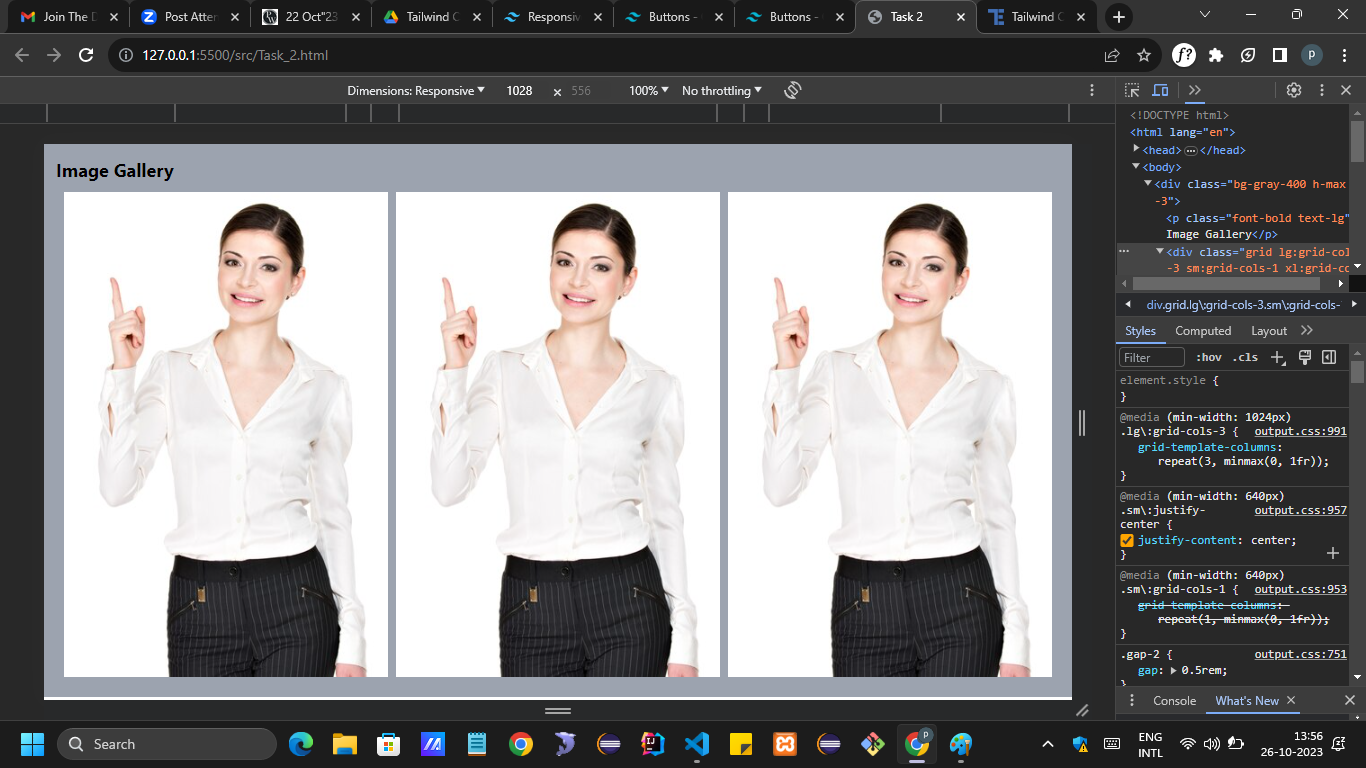 Join The D
Post Atten
22 Oct"23
Tailwind C
Responsiv
Buttons -
Buttons -
Task 2
Tailwind C
127.0.0.1:5500/src/Task_2.html
f?
p
Dimensions: Responsive
1028
x
556
100%
No throttling
Image Gallery
<!DOCTYPE html>
<html lang="en">
<head> ••• </head>
<body>
<div class="bg-gray-400 h-max
-3">
<p class="font-bold text-lg"
Image Gallery</p>
<div class="grid lg:grid-col
-3 sm:grid-cols-1 xl:grid-co
div.grid.lg\:grid-cols-3.sm\:grid-cols-
Styles
Computed
Layout
Filter
:hov
.cls
element.style {
}
@media (min-width: 1024px)
.lg\:grid-cols-3 {
output.css:991
grid-template-columns:
repeat(3, minmax(0, 1fr));
}
@media (min-width: 640px)
.sm\:justify-
output.css:957
center {
justify-content: center;
}
@media (min-width: 640px)
.sm\:grid-cols-1 {
output.css:953
grid-template-columns:
repeat(1, minmax(0, 1fr));
}
.gap-2 {
output.css:751
gap: 0.5rem;
}
Console
What's New
Search
P
ENG
INTL
13:56
26-10-2023